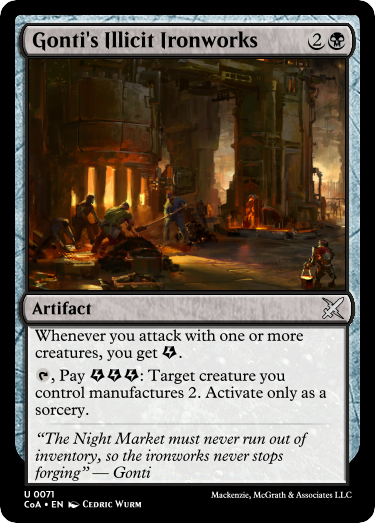 Gonti's Illicit Ironworks 2
Artifact
Whenever you attack with one or more
creatures, you get .
, Pay : Target creature you
control manufactures 2. Activate only as a
sorcery.
“The Night Market must never run out of
inventory, so the ironworks never stops
forging” — Gonti
U 0071
CoA • EN Cedric Wurm
Mackenzie, McGrath & Associates LLC